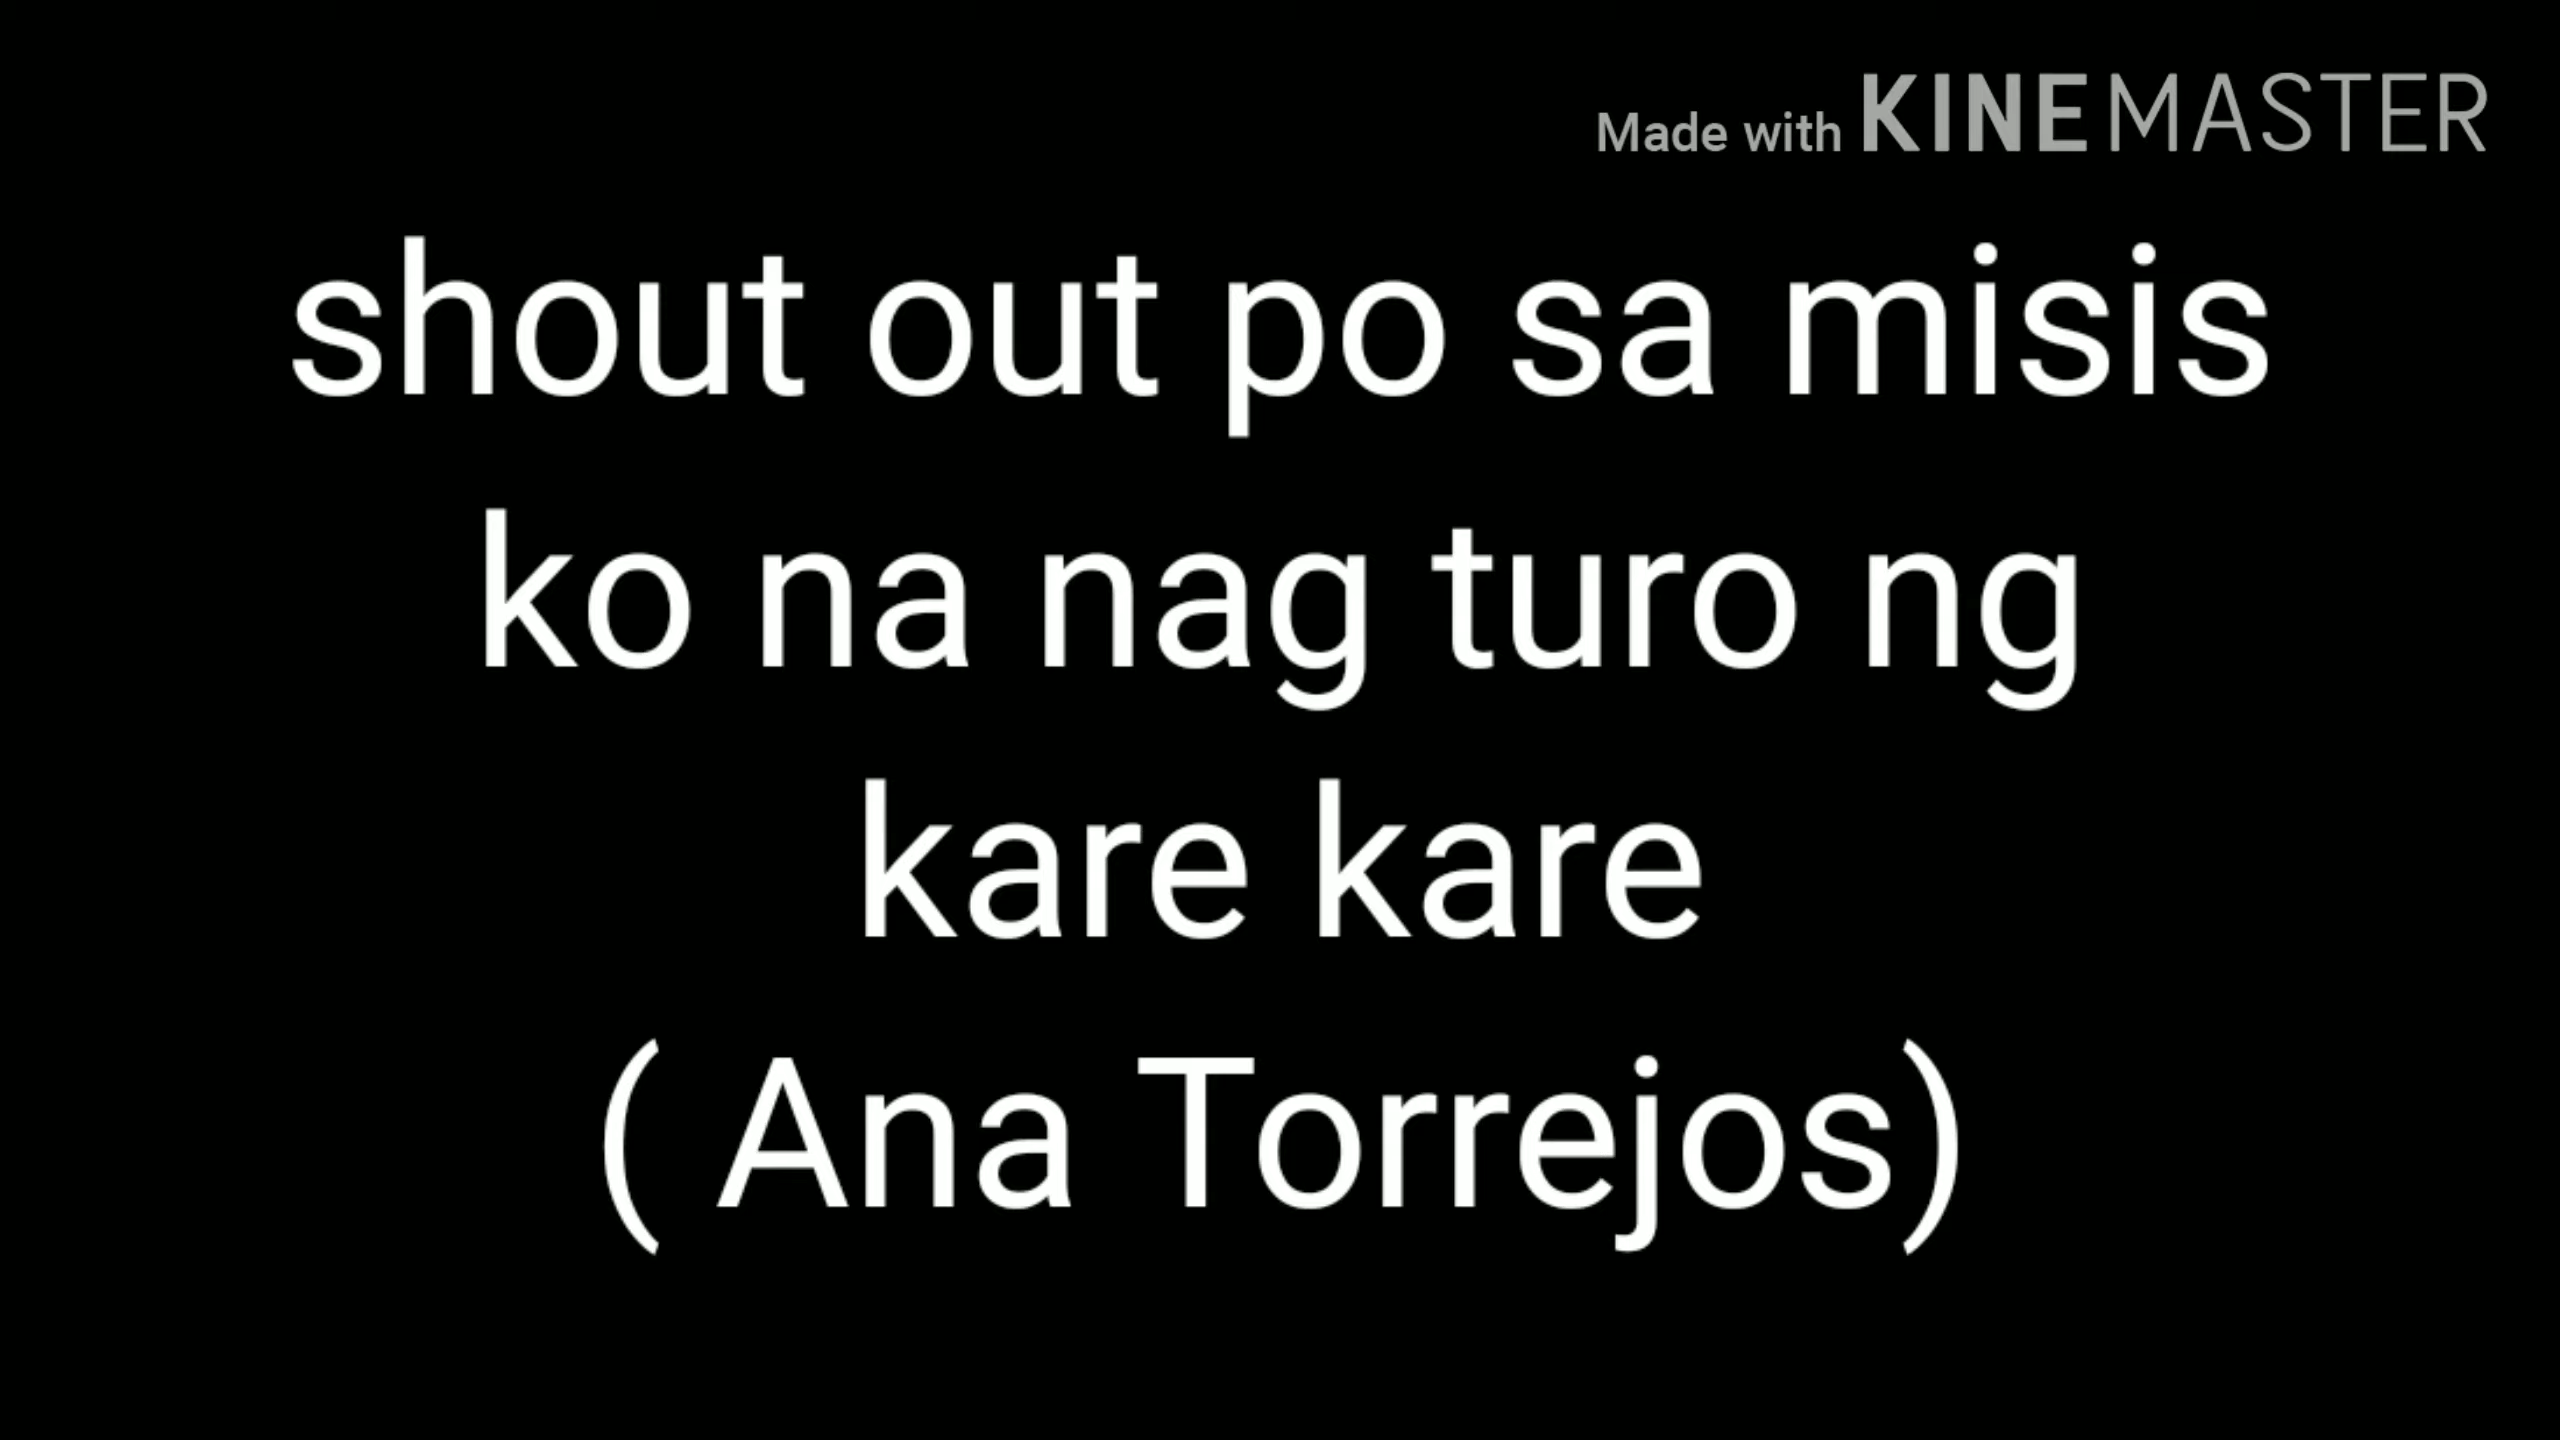 Made with KINEMASTER
shout out po sa misis
ko na nag turo ng
kare kare
( Ana Torrejos)